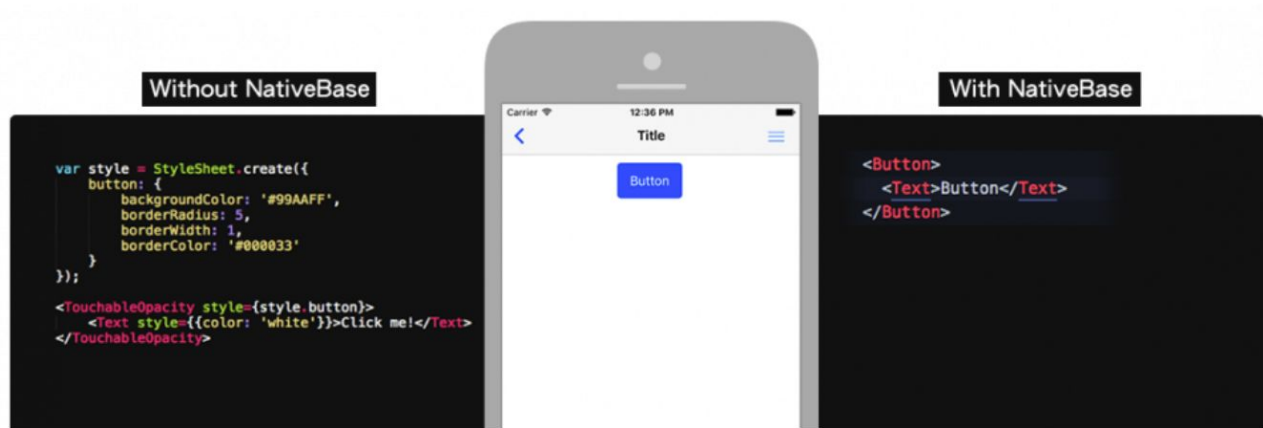 Without NativeBase
var style = StyleSheet.create({
    button: {
        backgroundColor: '#99AAFF',
        borderRadius: 5,
        borderWidth: 1,
        borderColor: '#000033'
    }
});
<TouchableOpacity style={style.button}>
    <Text style={{color: 'white'}}>Click me!</Text>
</TouchableOpacity>
Carrier 12:36 PM
Title
Button
With NativeBase
<Button>
  <Text>Button</Text>
</Button>